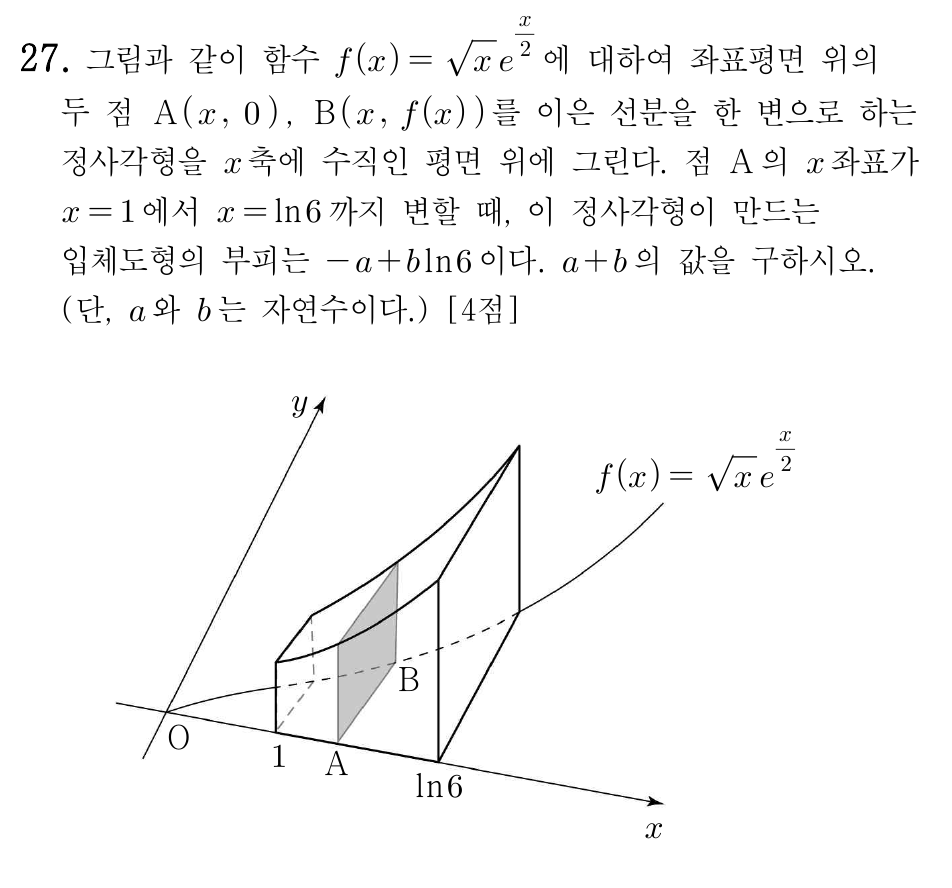 27. 그림과 같이 함수 f(x)=√x e^{x/2} 에 대하여 좌표평면 위의
두 점 A(x, 0), B(x, f(x))를 이은 선분을 한 변으로 하는
정사각형을 x축에 수직인 평면 위에 그린다. 점 A의 x좌표가
x=1에서 x=ln6까지 변할 때, 이 정사각형이 만드는
입체도형의 부피는 -a+bln6이다. a+b의 값을 구하시오.
(단, a와 b는 자연수이다.) [4점]
y
f(x)=√x e^{x/2}
B
O
1
A
ln6
x